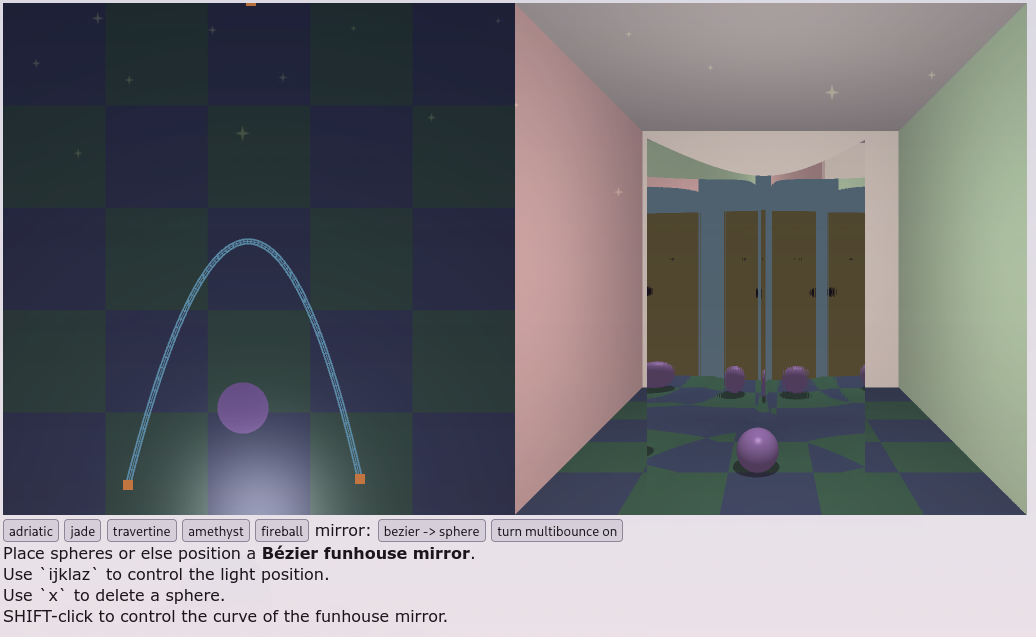 adriatic jade travertine amethyst fireball mirror: bezier -> sphere turn multibounce on
Place spheres or else position a Bézier funhouse mirror.
Use `ijklaz` to control the light position.
Use `x` to delete a sphere.
SHIFT-click to control the curve of the funhouse mirror.